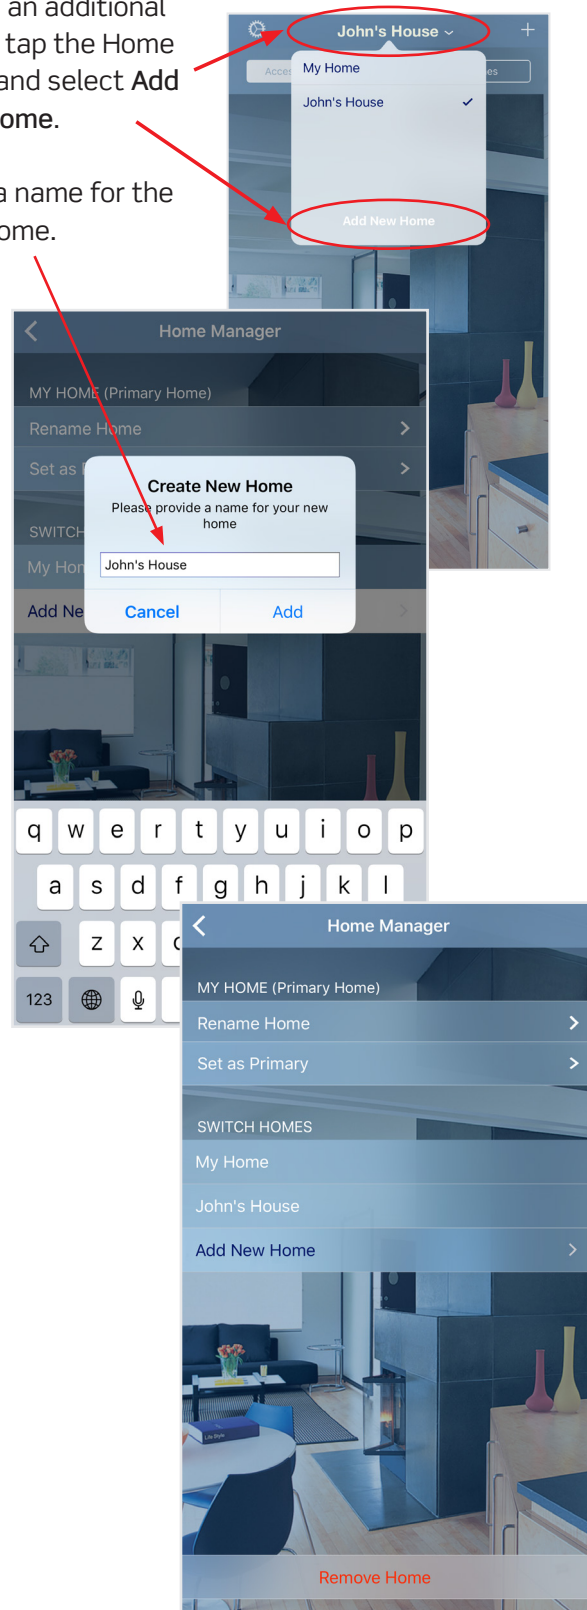 an additional
tap the Home
and select Add
ome.
a name for the
ome.
John's House
My Home
John's House
Add New Home
Home Manager
MY HOME (Primary Home)
Rename Home
Set as
SWITCH
My Hom
Add Ne
Create New Home
Please provide a name for your new
home
John's House
Cancel Add
q w e r t y u i o p
a s d f g h j k l
z x
123
Home Manager
MY HOME (Primary Home)
Rename Home
Set as Primary
SWITCH HOMES
My Home
John's House
Add New Home
Life Style
Remove Home